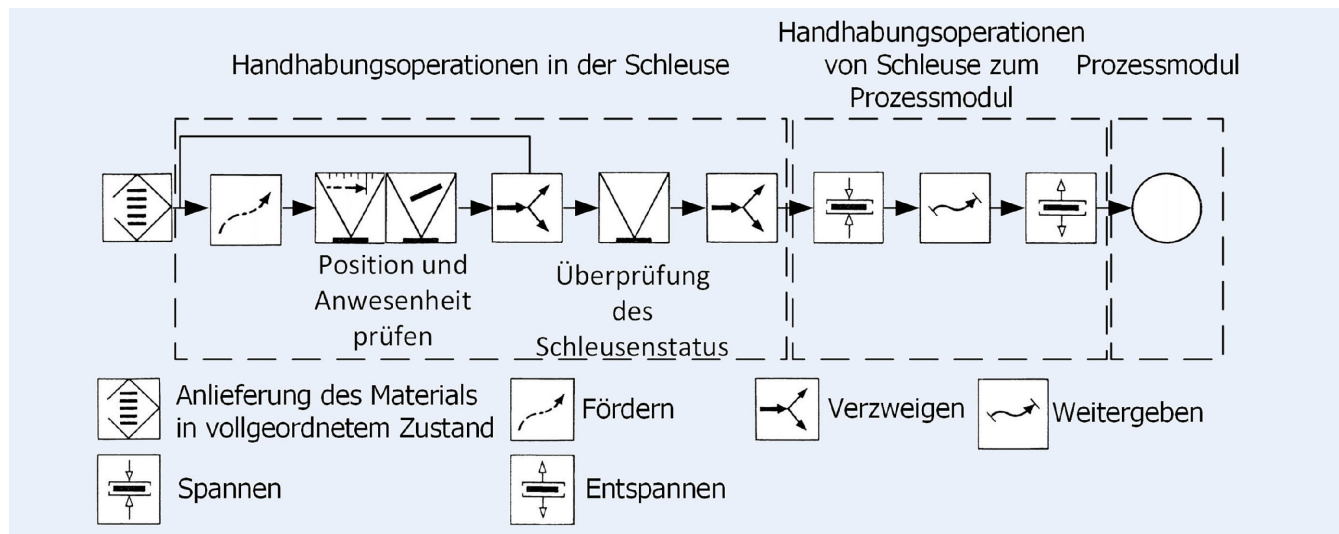 Handhabungsoperationen in der Schleuse
Handhabungsoperationen
von Schleuse zum
Prozessmodul
Prozessmodul
Position und
Anwesenheit
prüfen
Überprüfung
des
Schleusenstatus
Anlieferung des Materials
in vollgeordnetem Zustand
Fördern
Verzweigen
Weitergeben
Spannen
Entspannen